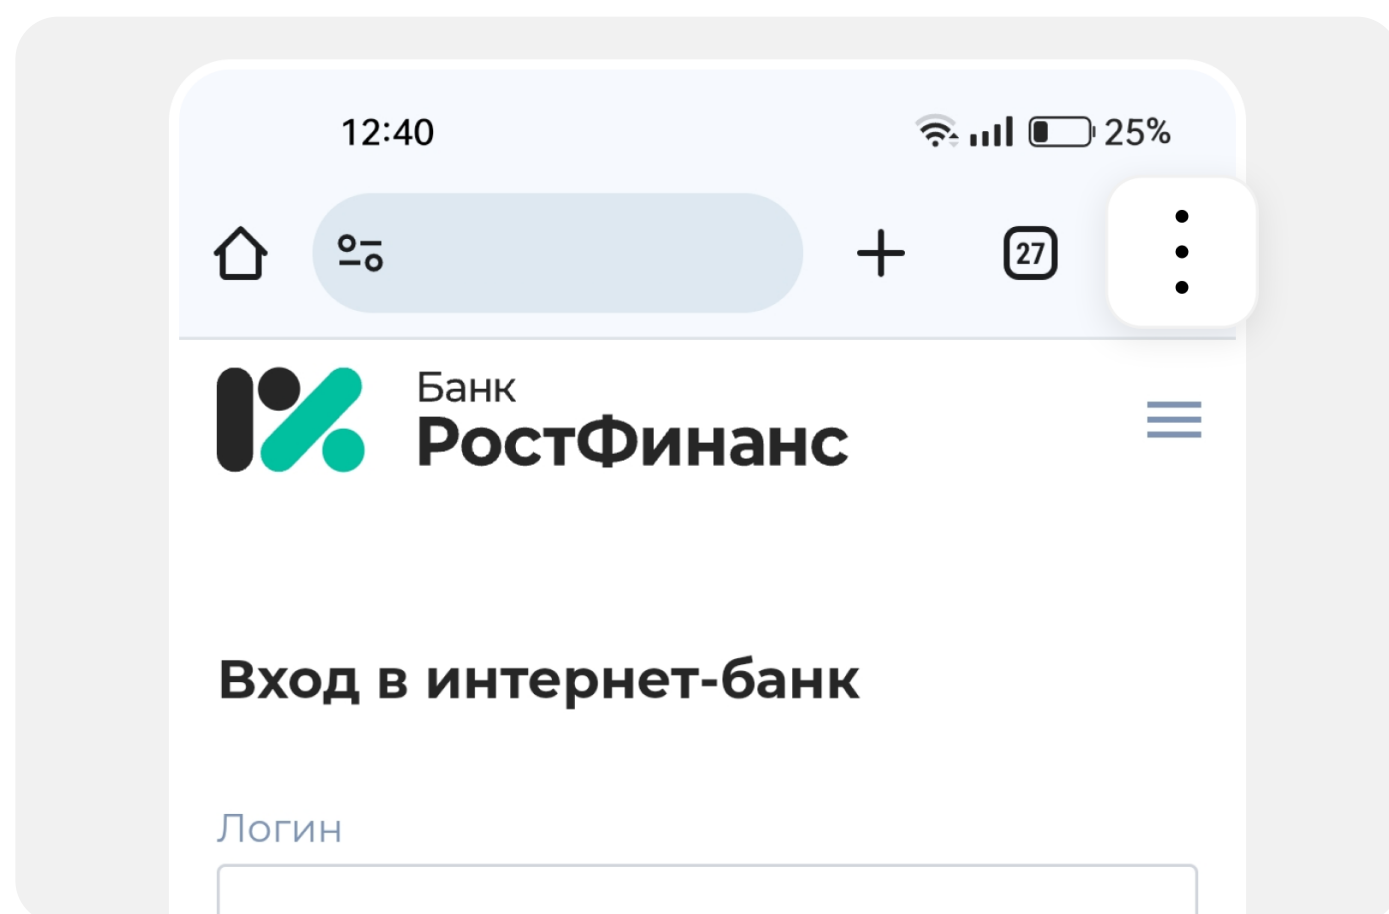 12:40 25%
27
Банк
РостФинанс
Вход в интернет-банк
Логин